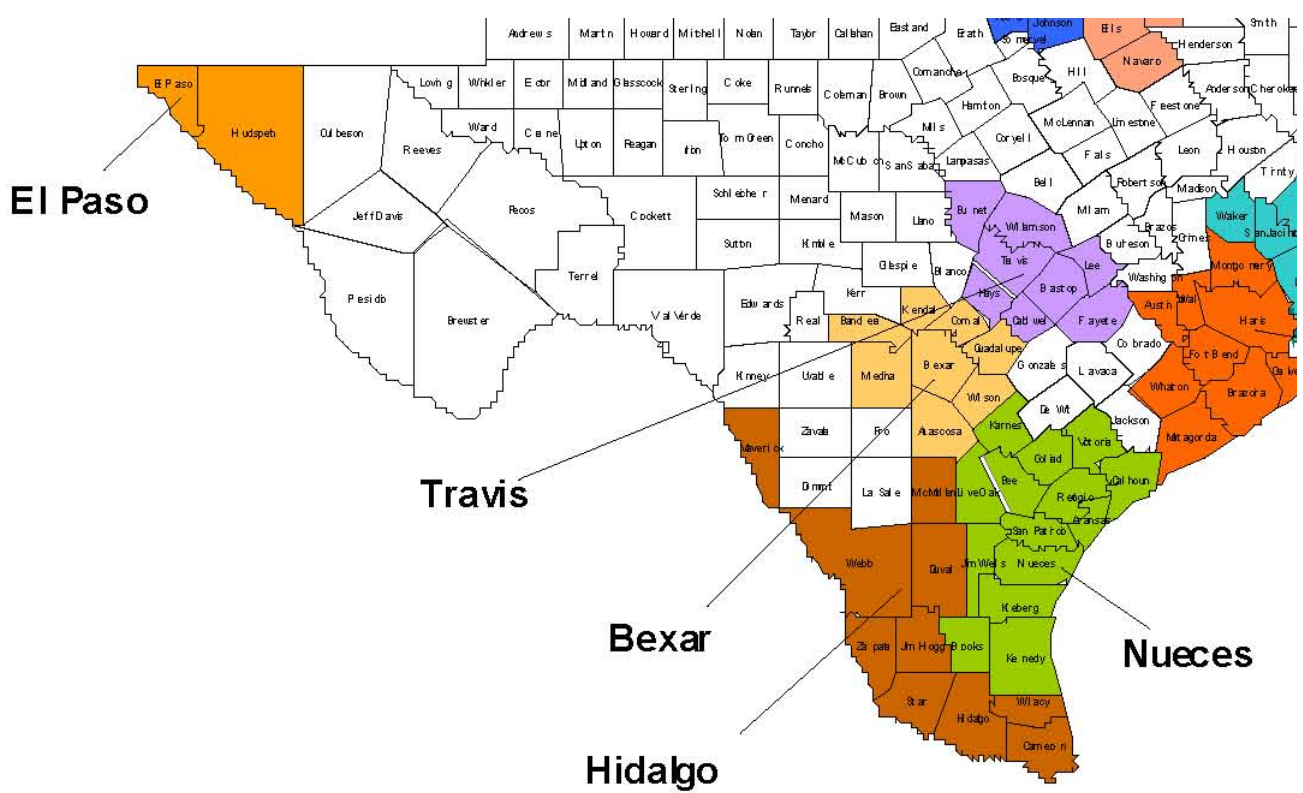 Johnson
Ellis
Smith
Andrews
Martin
Howard
Mitchell
Nolan
Taylor
Callahan
Eastland
Erath
Somervell
Henderson
Navarro
El Paso
Hudspeth
Culberson
Loving
Winkler
Ector
Midland
Glasscock
Sterling
Coke
Runnels
Coleman
Brown
Comanche
Bosque
Hill
Anderson
Cherokee
Freestone
Hamilton
McLennan
Limestone
Reeves
Ward
Crane
Upton
Reagan
Irion
Tom Green
Concho
McCulloch
San Saba
Mills
Coryell
Falls
Leon
Houston
Trinity
Lampasas
Bell
Robertson
Madison
El Paso
Jeff Davis
Pecos
Crockett
Schleicher
Menard
Mason
Llano
Burnet
Williamson
Milam
Brazos
Grimes
Walker
San Jacinto
Sutton
Kimble
Gillespie
Blanco
Travis
Lee
Burleson
Washington
Montgomery
Terrell
Presidio
Brewster
Val Verde
Edwards
Real
Kerr
Bandera
Kendall
Comal
Hays
Caldwell
Bastrop
Fayette
Austin
Harris
Kinney
Uvalde
Medina
Bexar
Guadalupe
Gonzales
Lavaca
Colorado
Fort Bend
Wharton
Brazoria
Wilson
De Witt
Jackson
Matagorda
Maverick
Zavala
Frio
Atascosa
Karnes
Goliad
Victoria
Travis
Dimmit
La Salle
McMullen
Live Oak
Bee
Refugio
Calhoun
Aransas
San Patricio
Webb
Duval
Jim Wells
Nueces
Kleberg
Bexar
Zapata
Jim Hogg
Brooks
Kenedy
Nueces
Starr
Hidalgo
Willacy
Cameron
Hidalgo